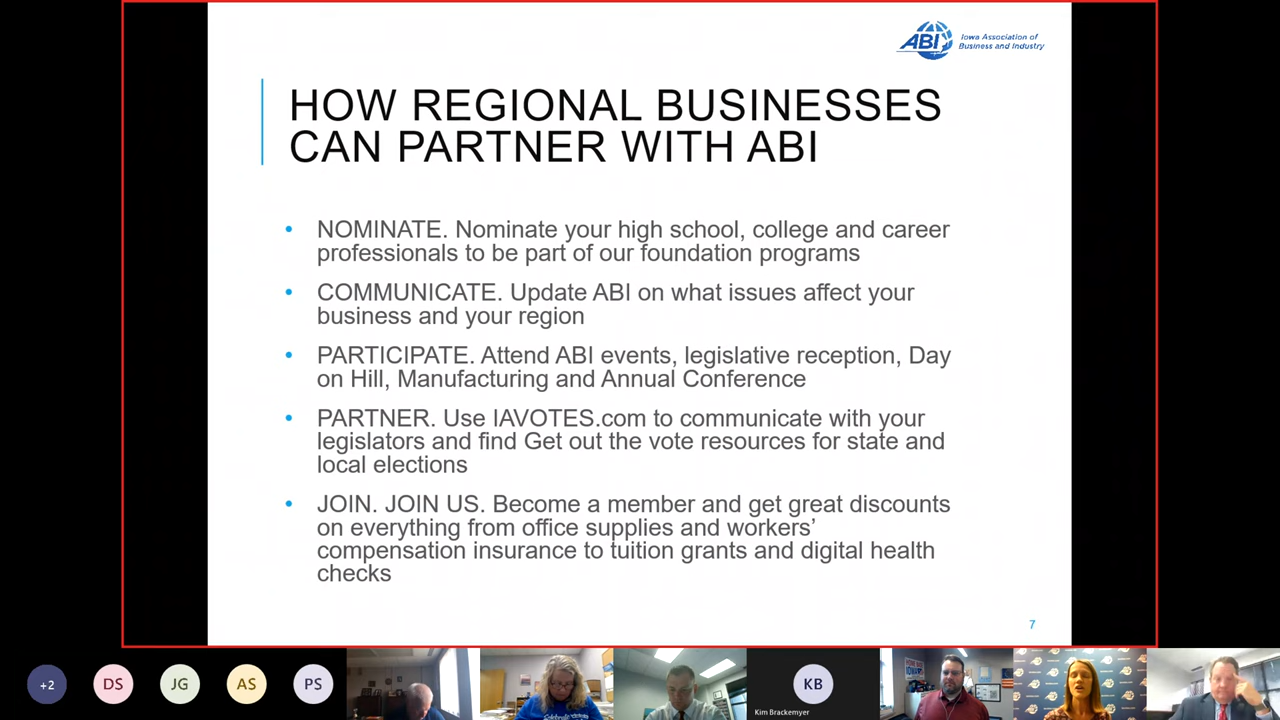 ABI
Iowa Association of
Business and Industry
HOW REGIONAL BUSINESSES
CAN PARTNER WITH ABI
• NOMINATE. Nominate your high school, college and career
professionals to be part of our foundation programs
• COMMUNICATE. Update ABI on what issues affect your
business and your region
• PARTICIPATE. Attend ABI events, legislative reception, Day
on Hill, Manufacturing and Annual Conference
• PARTNER. Use IAVOTES.com to communicate with your
legislators and find Get out the vote resources for state and
local elections
• JOIN. JOIN US. Become a member and get great discounts
on everything from office supplies and workers’
compensation insurance to tuition grants and digital health
checks
7
+2
DS
JG
AS
PS
KB
Kim Brackemyer